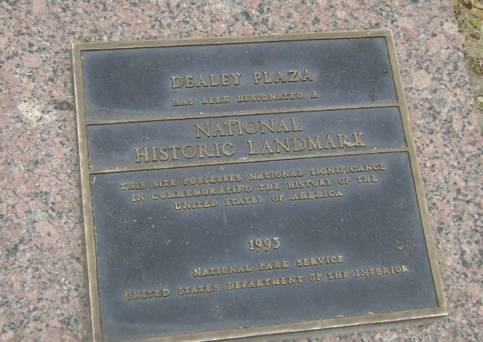 DEALEY PLAZA
HAS BEEN DESIGNATED A
NATIONAL
HISTORIC LANDMARK
THIS SITE POSSESSES NATIONAL SIGNIFICANCE
IN COMMEMORATING THE HISTORY OF THE
UNITED STATES OF AMERICA
1993
NATIONAL PARK SERVICE
UNITED STATES DEPARTMENT OF THE INTERIOR